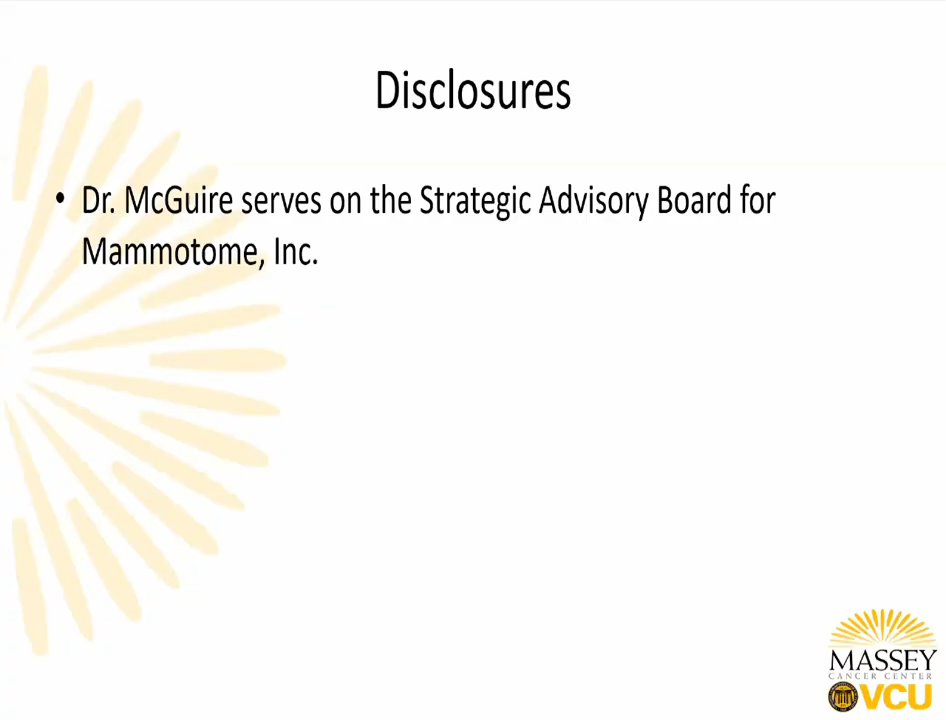 Disclosures
• Dr. McGuire serves on the Strategic Advisory Board for
Mammotome, Inc.
MASSEY
CANCER CENTER
VCU